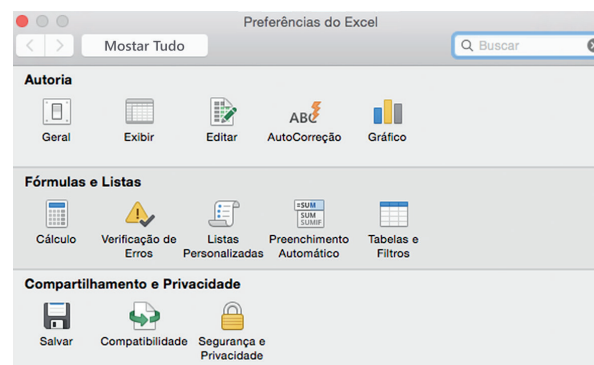 Preferências do Excel
Mostar Tudo
Buscar
Autoria
Geral
Exibir
ABC
Editar
AutoCorreção
Gráfico
Fórmulas e Listas
=SUM
SUM
SUMIF
Cálculo
Verificação de Erros
Listas Personalizadas
Preenchimento Automático
Tabelas e Filtros
Compartilhamento e Privacidade
Salvar
Compatibilidade
Segurança e Privacidade